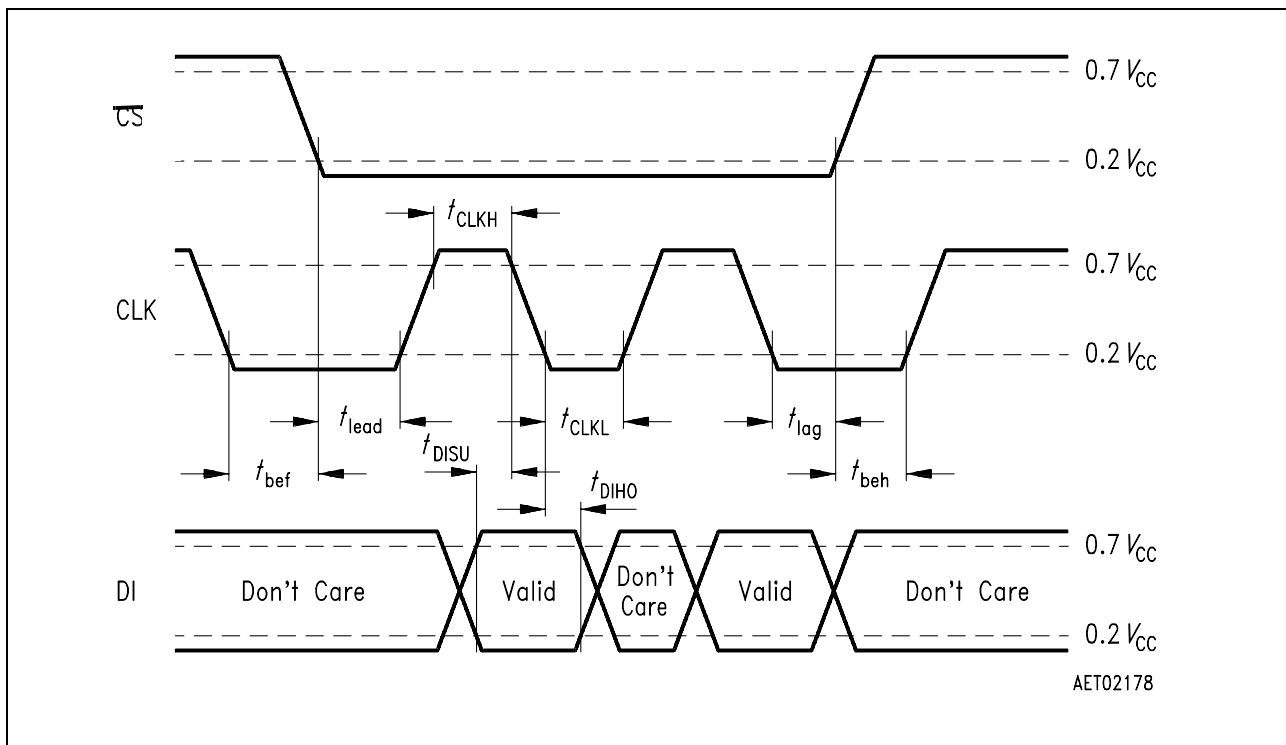 0.7 VCC
CS
0.2 VCC
tCLKH
0.7 VCC
CLK
0.2 VCC
tlead
tCLKL
tlag
tDISU
tbef
tDIHO
tbeh
0.7 VCC
DI
Don't Care
Valid
Don't
Care
Valid
Don't Care
0.2 VCC
AET02178